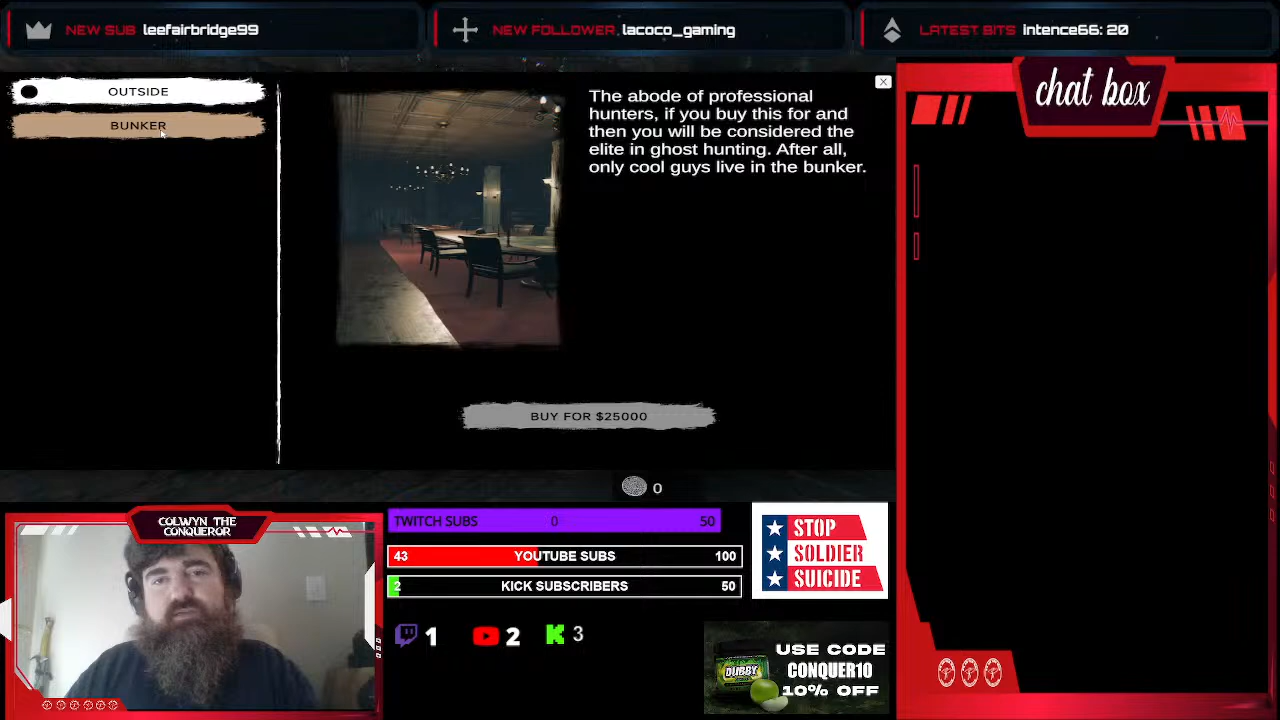 NEW SUB leefairbridge99
NEW FOLLOWER lacoco_gaming
LATEST BITS intence66: 20
OUTSIDE
BUNKER
The abode of professional
hunters, if you buy this for and
then you will be considered the
elite in ghost hunting. After all,
only cool guys live in the bunker.
BUY FOR $25000
0
chat box
COLWYN THE
CONQUEROR
TWITCH SUBS 0 50
43 YOUTUBE SUBS 100
2 KICK SUBSCRIBERS 50
1 2 3
STOP
SOLDIER
SUICIDE
DUBBY
USE CODE
CONQUER10
10% OFF